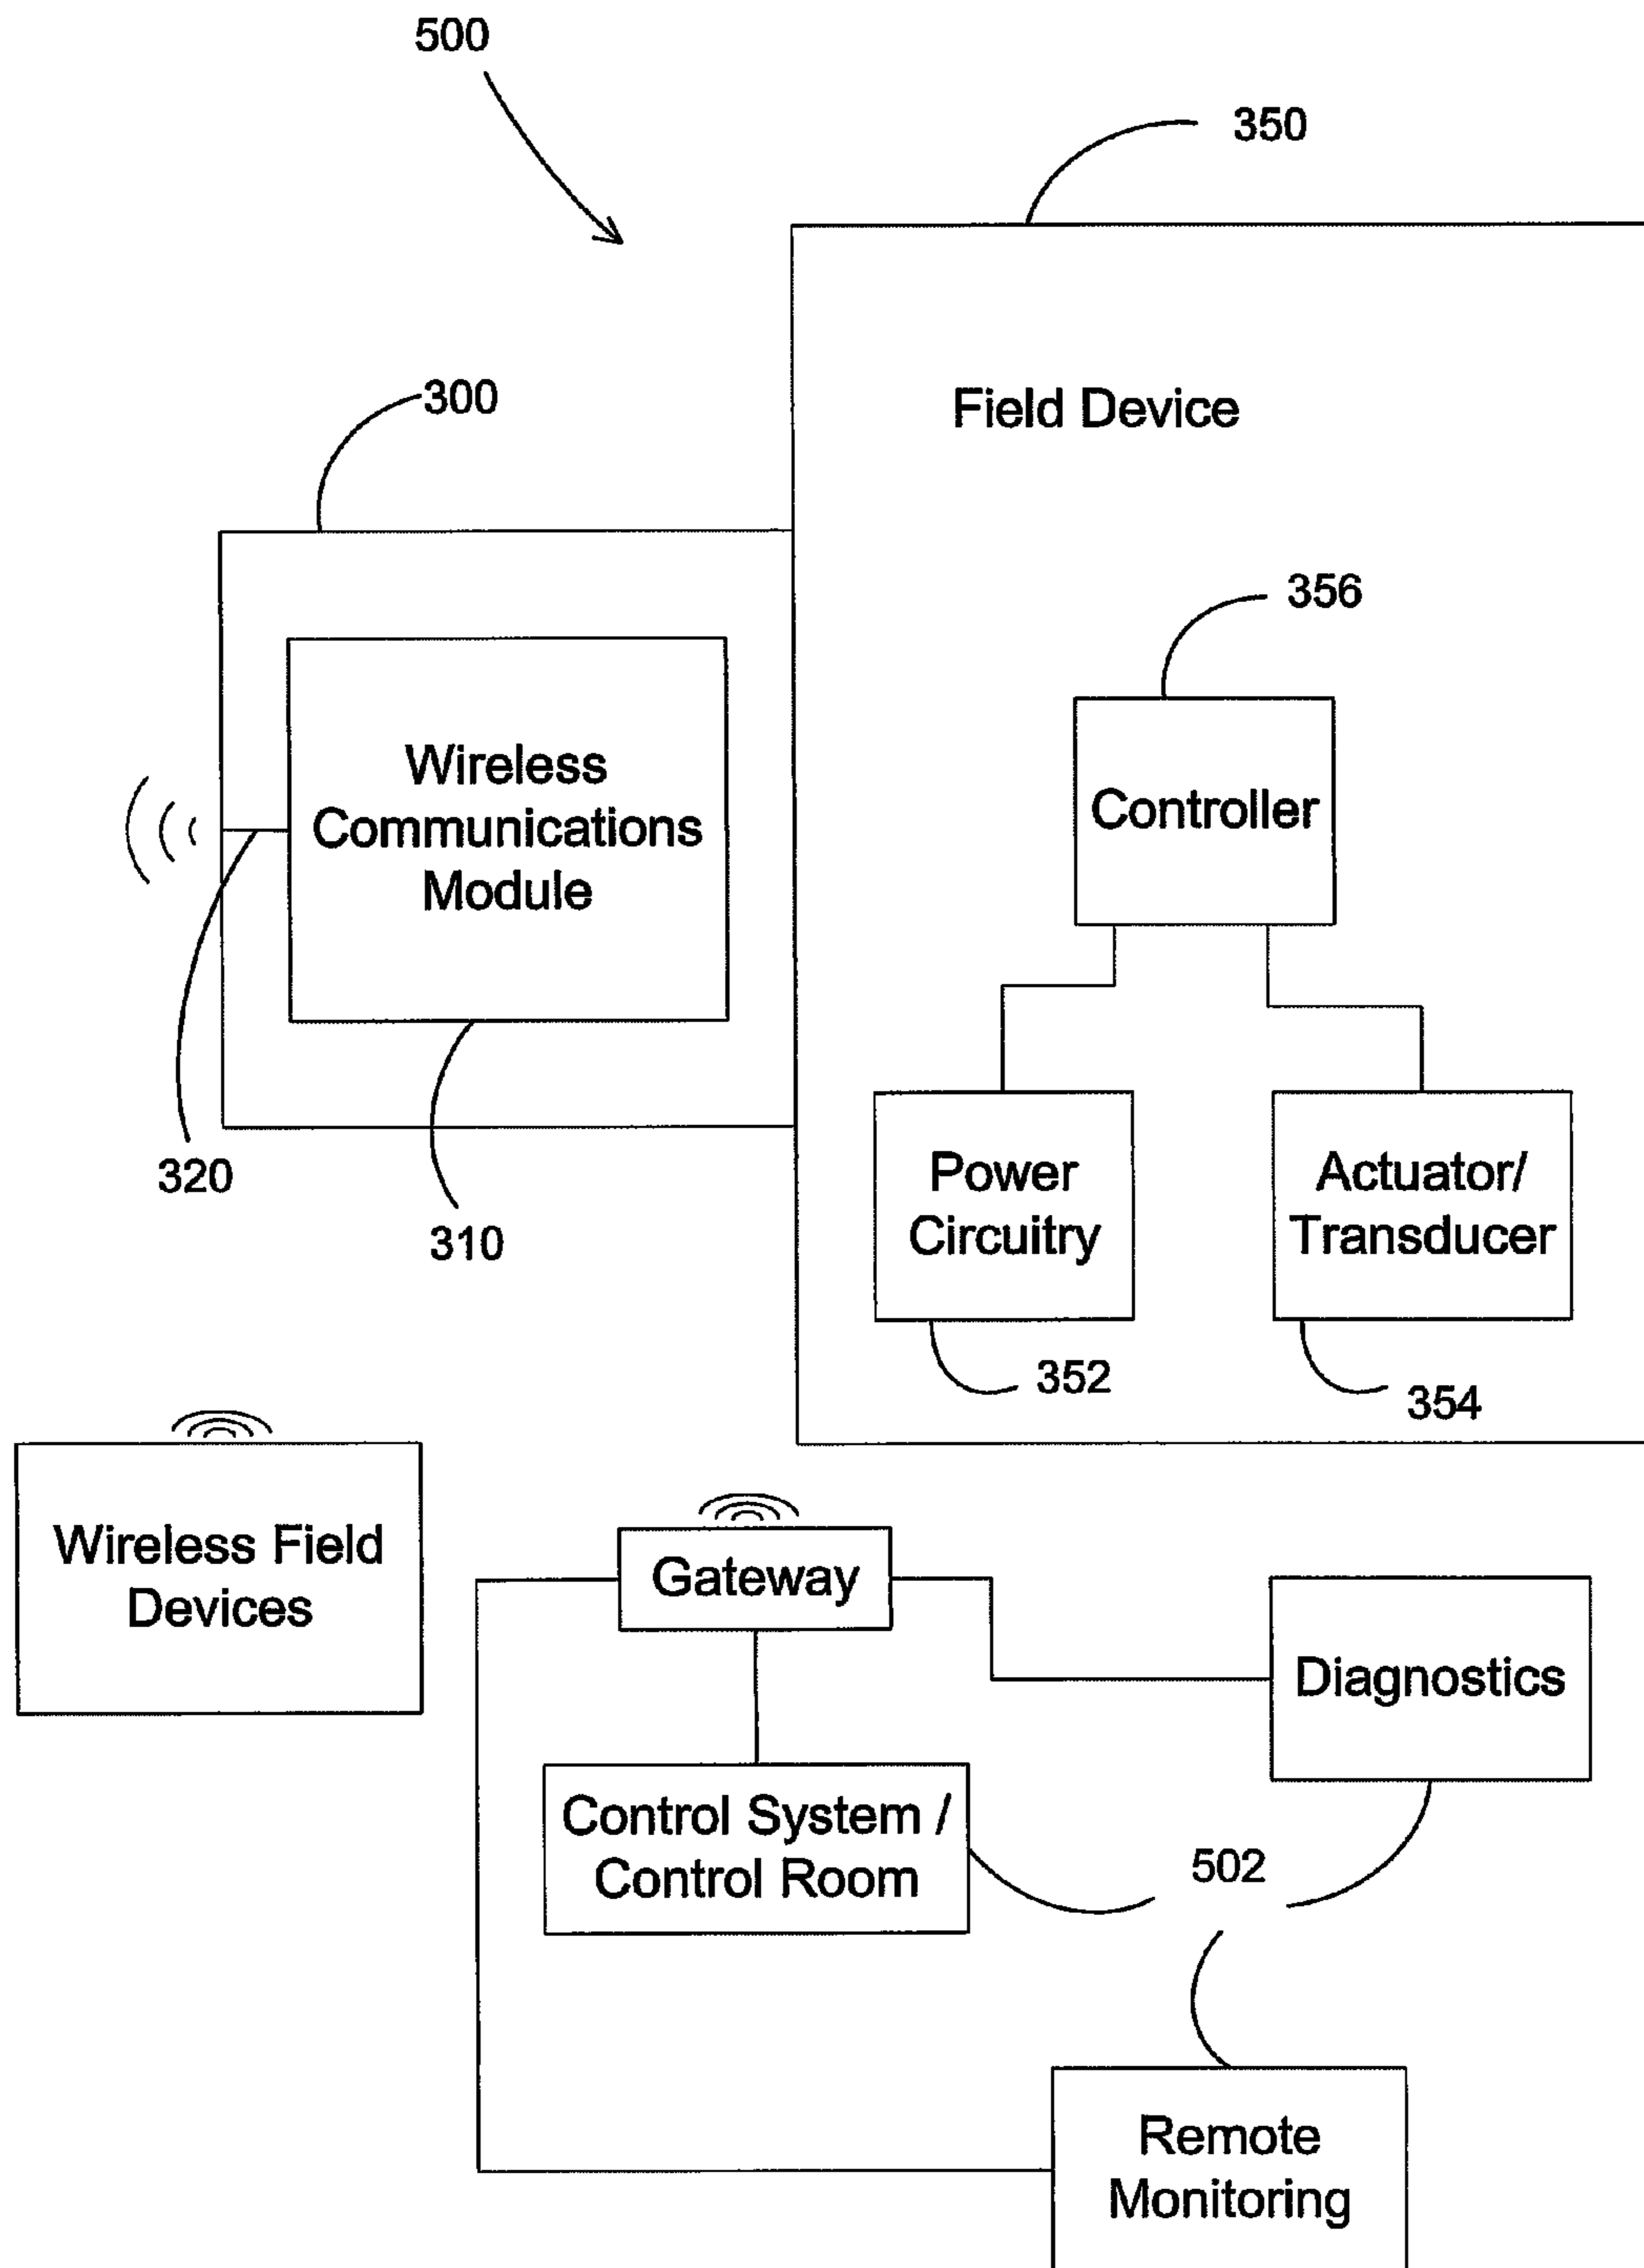 500
350
300
Field Device
356
Wireless
Communications
Module
Controller
320
310
Power
Circuitry
Actuator/
Transducer
352
354
Wireless Field
Devices
Gateway
Diagnostics
Control System /
Control Room
502
Remote
Monitoring